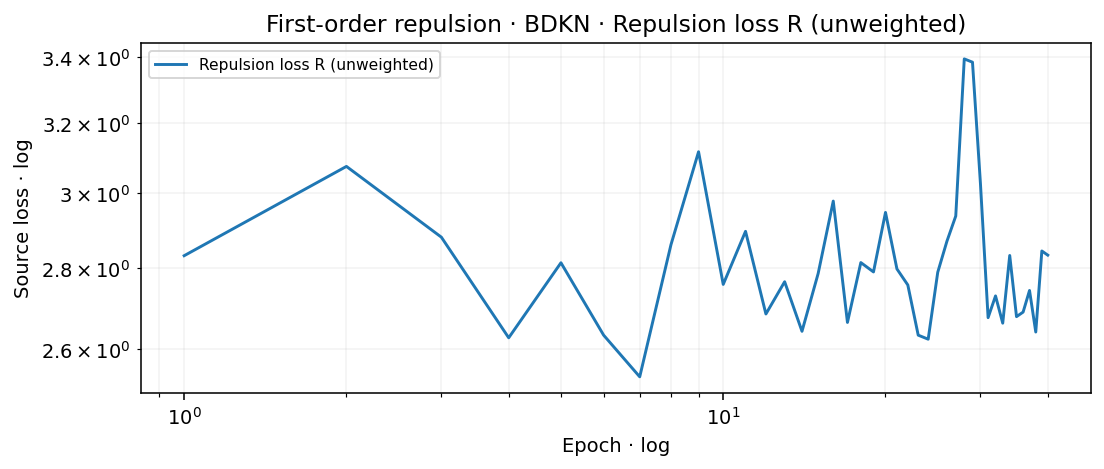 First-order repulsion · BDKN · Repulsion loss R (unweighted)
Repulsion loss R (unweighted)
Source loss · log
3.4 × 10⁰
3.2 × 10⁰
3 × 10⁰
2.8 × 10⁰
2.6 × 10⁰
10⁰ 10¹
Epoch · log